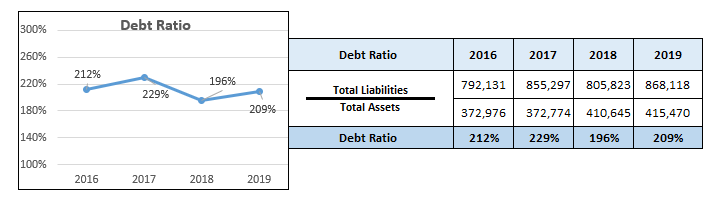 Debt Ratio
300%
260%
220%
180%
140%
100%
212%
229%
196%
209%
2016 2017 2018 2019
Debt Ratio 2016 2017 2018 2019
Total Liabilities 792,131 855,297 805,823 868,118
Total Assets 372,976 372,774 410,645 415,470
Debt Ratio 212% 229% 196% 209%